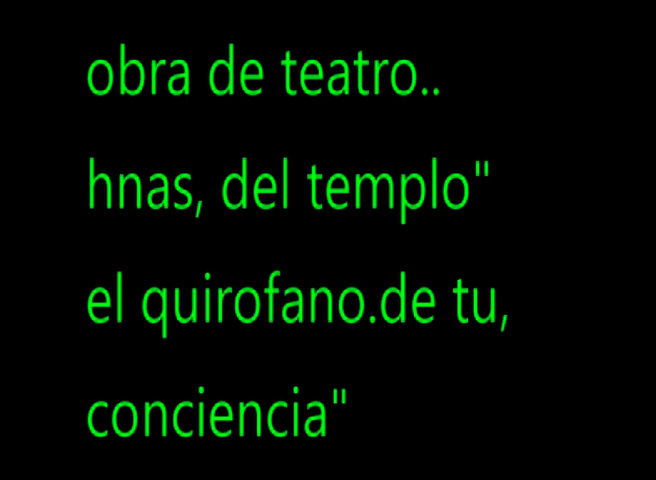 obra de teatro..
hnas, del templo"
el quirofano.de tu,
conciencia"